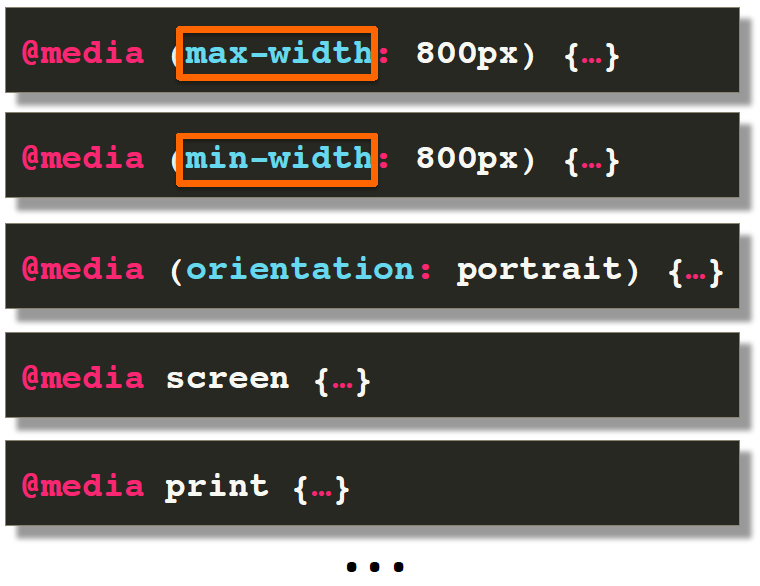 @media (max-width: 800px) {…}
@media (min-width: 800px) {…}
@media (orientation: portrait) {…}
@media screen {…}
@media print {…}
...